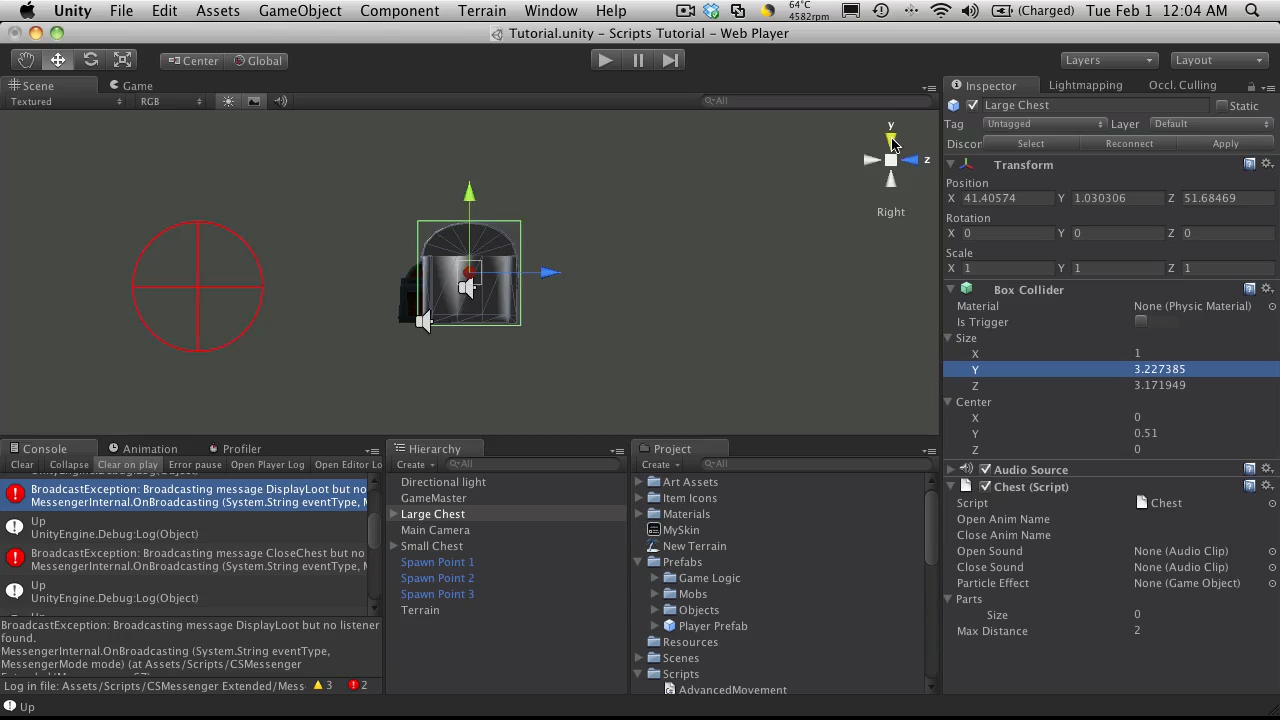 Unity File Edit Assets GameObject Component Terrain Window Help 64°C 4582rpm (Charged) Tue Feb 1 12:04 AM
Tutorial.unity - Scripts Tutorial - Web Player
Center Global Layers Layout
Scene Game
Textured RGB All
y
z
Right
Inspector Lightmapping Occl. Culling
Large Chest Static
Tag Untagged Layer Default
Discon Select Reconnect Apply
Transform
Position
X 41.40574 Y 1.030306 Z 51.68469
Rotation
X 0 Y 0 Z 0
Scale
X 1 Y 1 Z 1
Box Collider
Material None (Physic Material)
Is Trigger
Size
X 1
Y 3.227385
Z 3.171949
Center
X 0
Y 0.51
Z 0
Audio Source
Chest (Script)
Script Chest
Open Anim Name
Close Anim Name
Open Sound None (Audio Clip)
Close Sound None (Audio Clip)
Particle Effect None (Game Object)
Parts
Size 0
Max Distance 2
Console Animation Profiler
Clear Collapse Clear on play Error pause Open Player Log Open Editor Lo
UnityEngine.Debug:Log(Object)
BroadcastException: Broadcasting message DisplayLoot but no
MessengerInternal.OnBroadcasting (System.String eventType,
Up
UnityEngine.Debug:Log(Object)
BroadcastException: Broadcasting message CloseChest but no
MessengerInternal.OnBroadcasting (System.String eventType,
Up
UnityEngine.Debug:Log(Object)
BroadcastException: Broadcasting message DisplayLoot but no listener
found.
MessengerInternal.OnBroadcasting (System.String eventType,
MessengerMode mode) (at Assets/Scripts/CSMessenger
Log in file: Assets/Scripts/CSMessenger Extended/Mess 3 2
Up
Hierarchy
Create All
Directional light
GameMaster
Large Chest
Main Camera
Small Chest
Spawn Point 1
Spawn Point 2
Spawn Point 3
Terrain
Project
Create All
Art Assets
Item Icons
Materials
MySkin
New Terrain
Prefabs
Game Logic
Mobs
Objects
Player Prefab
Resources
Scenes
Scripts
AdvancedMovement